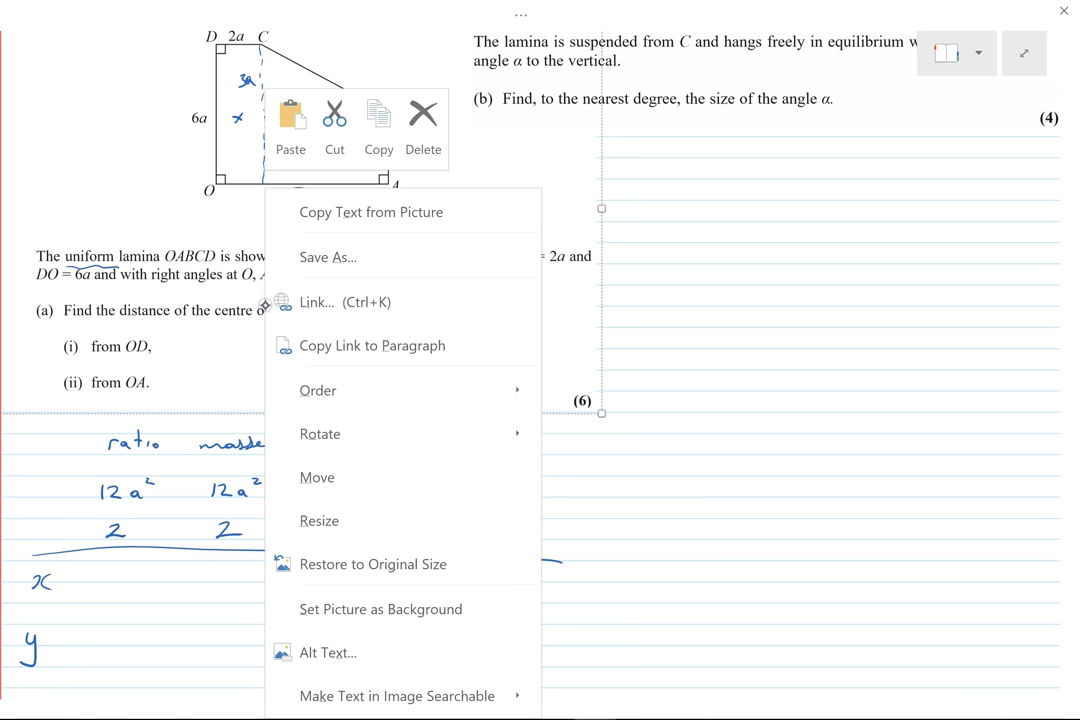 D 2a C
3a
6a
x
O
A
The lamina is suspended from C and hangs freely in equilibrium w
angle α to the vertical.
(b) Find, to the nearest degree, the size of the angle α.
(4)
Paste Cut Copy Delete
The uniform lamina OABCD is show
= 2a and
DO = 6a and with right angles at O,
(a) Find the distance of the centre o
(i) from OD,
(ii) from OA.
(6)
Copy Text from Picture
Save As...
Link... (Ctrl+K)
Copy Link to Paragraph
Order
Rotate
Move
Resize
Restore to Original Size
Set Picture as Background
Alt Text...
Make Text in Image Searchable
ratio masse
12a² 12a²
2 2
x
y